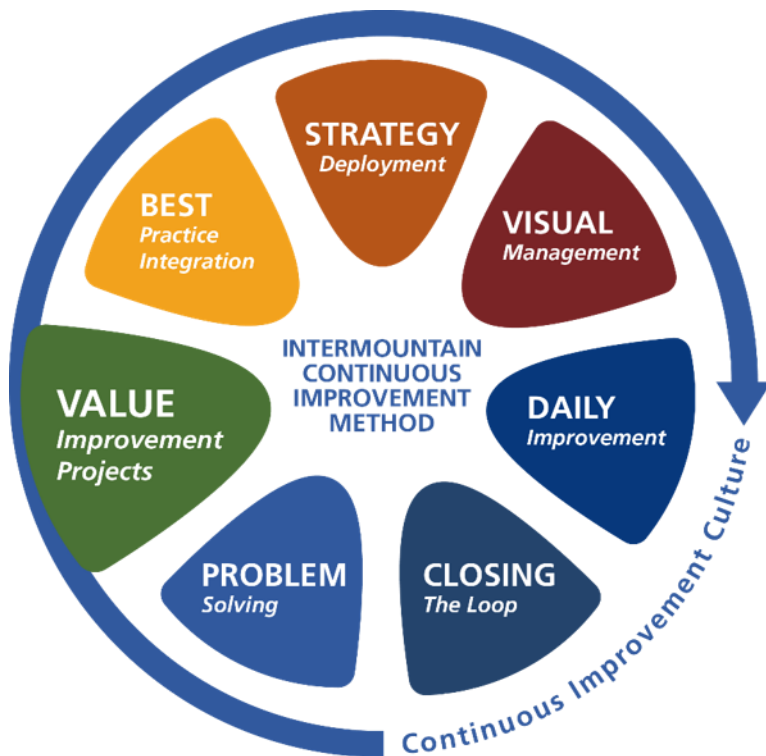 STRATEGY
Deployment
VISUAL
Management
DAILY
Improvement
CLOSING
The Loop
PROBLEM
Solving
VALUE
Improvement
Projects
BEST
Practice
Integration
INTERMOUNTAIN
CONTINUOUS
IMPROVEMENT
METHOD
Continuous Improvement Culture